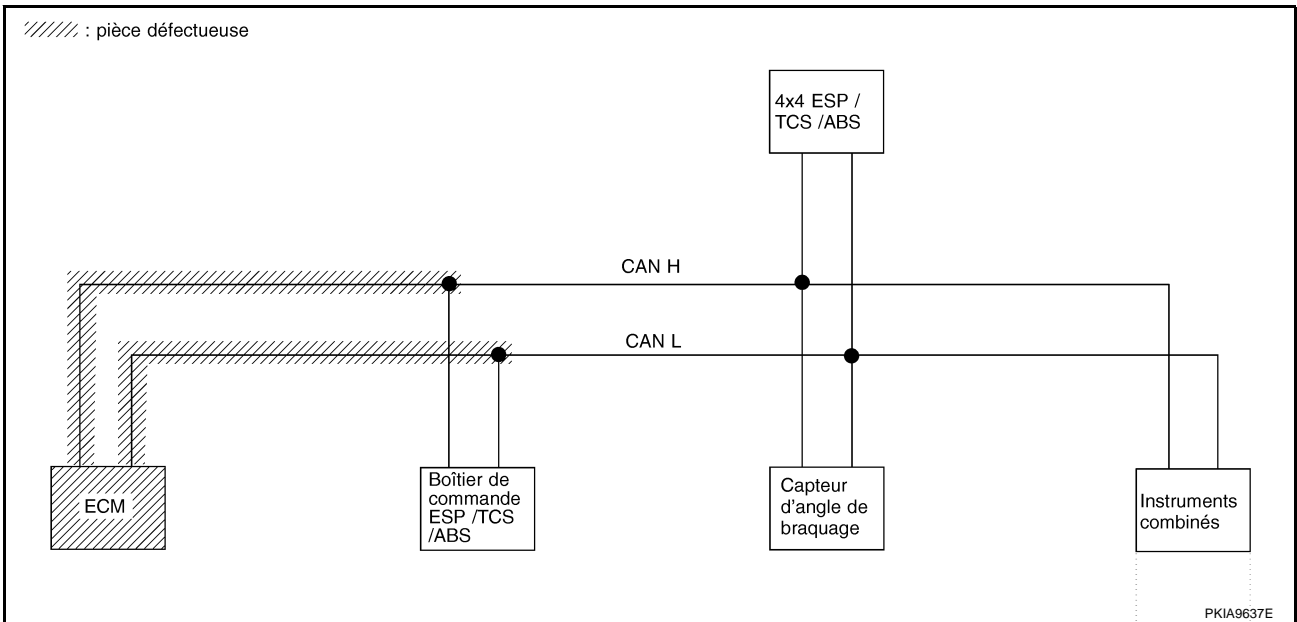 : pièce défectueuse
4x4 ESP /
TCS /ABS
CAN H
CAN L
ECM
Boîtier de
commande
ESP /TCS
/ABS
Capteur
d'angle de
braquage
Instruments
combinés
PKIA9637E